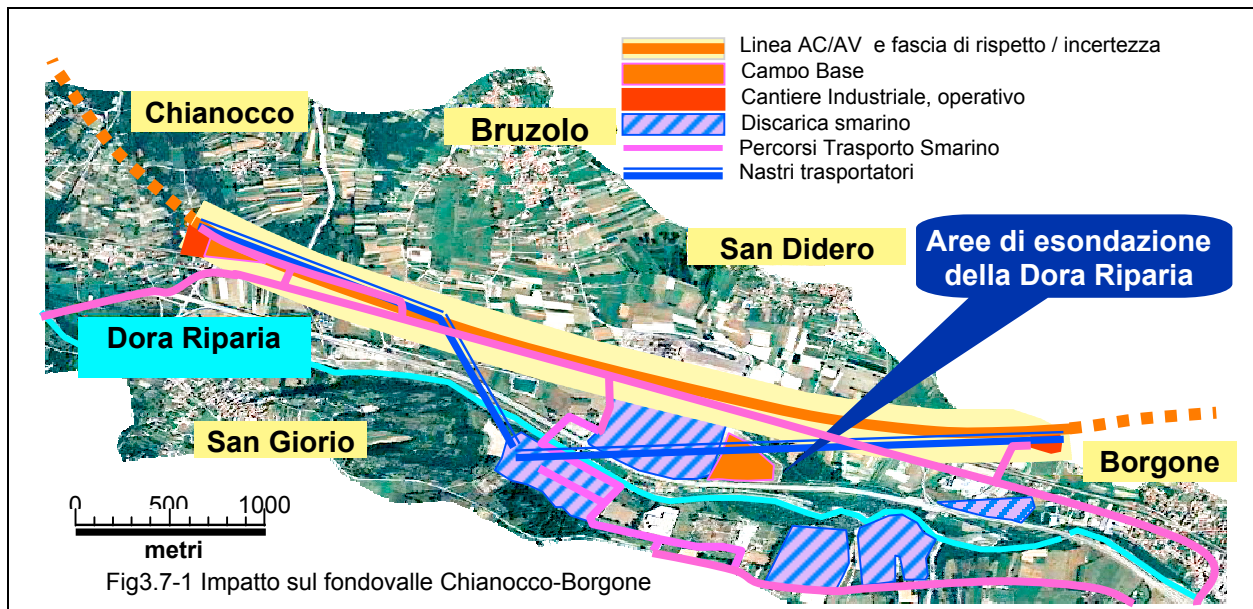 Linea AC/AV e fascia di rispetto / incertezza
Campo Base
Cantiere Industriale, operativo
Discarica smarino
Percorsi Trasporto Smarino
Nastri trasportatori
Chianocco
Bruzolo
San Didero
Aree di esondazione
della Dora Riparia
Dora Riparia
San Giorio
Borgone
0 500 1000
metri
Fig3.7-1 Impatto sul fondovalle Chianocco-Borgone